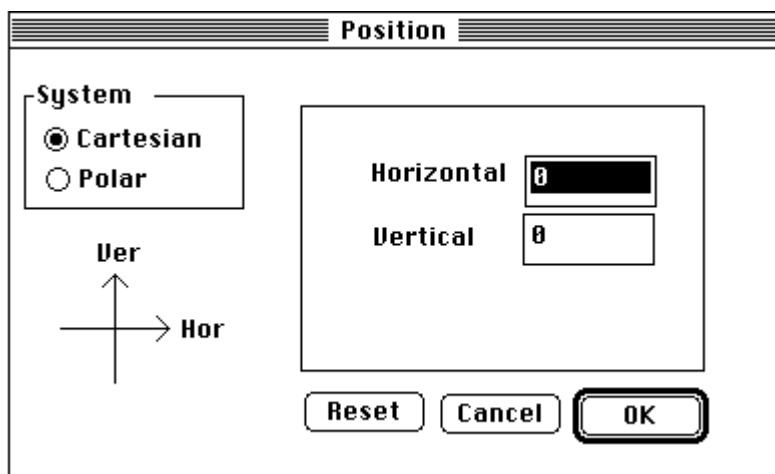 Position
System
Cartesian
Polar
Ver
Hor
Horizontal 0
Vertical 0
Reset Cancel OK